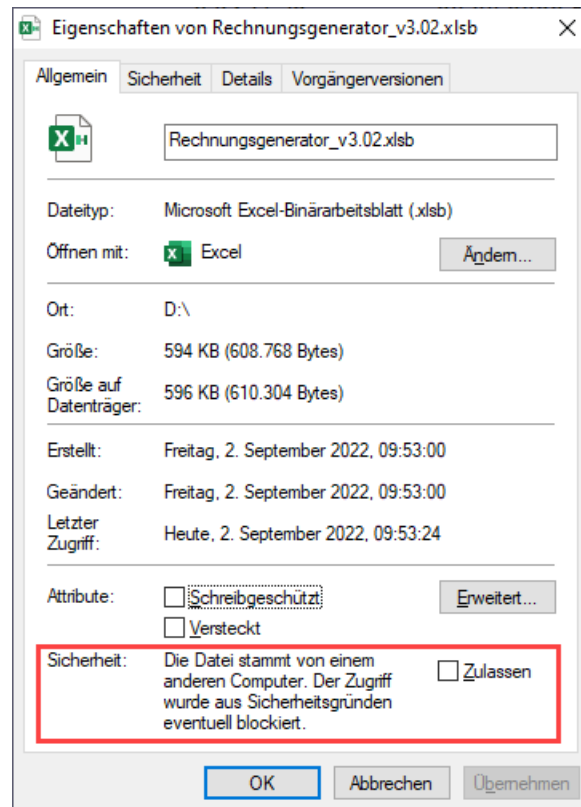 Eigenschaften von Rechnungsgenerator_v3.02.xlsb
Allgemein Sicherheit Details Vorgängerversionen
Rechnungsgenerator_v3.02.xlsb
Dateityp: Microsoft Excel-Binärarbeitsblatt (.xlsb)
Öffnen mit: Excel Ändern...
Ort: D:\
Größe: 594 KB (608.768 Bytes)
Größe auf
Datenträger: 596 KB (610.304 Bytes)
Erstellt: Freitag, 2. September 2022, 09:53:00
Geändert: Freitag, 2. September 2022, 09:53:00
Letzter
Zugriff: Heute, 2. September 2022, 09:53:24
Attribute: Schreibgeschützt Erweitert...
Versteckt
Sicherheit: Die Datei stammt von einem
anderen Computer. Der Zugriff
wurde aus Sicherheitsgründen
eventuell blockiert.
Zulassen
OK Abbrechen Übernehmen